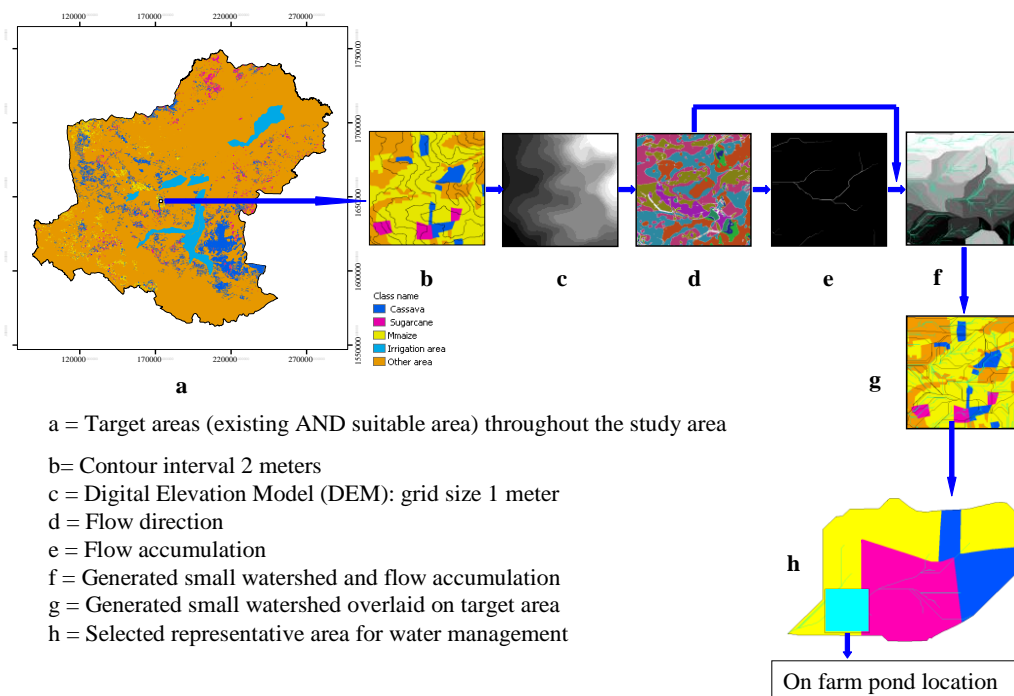 120000 170000 220000 270000
1750000
1700000
1650000
1600000
1550000
120000 170000 220000 270000
a
b
c
d
e
f
Class name
Cassava
Sugarcane
Mmaize
Irrigation area
Other area
g
a = Target areas (existing AND suitable area) throughout the study area
b= Contour interval 2 meters
c = Digital Elevation Model (DEM): grid size 1 meter
d = Flow direction
e = Flow accumulation
f = Generated small watershed and flow accumulation
g = Generated small watershed overlaid on target area
h = Selected representative area for water management
h
On farm pond location